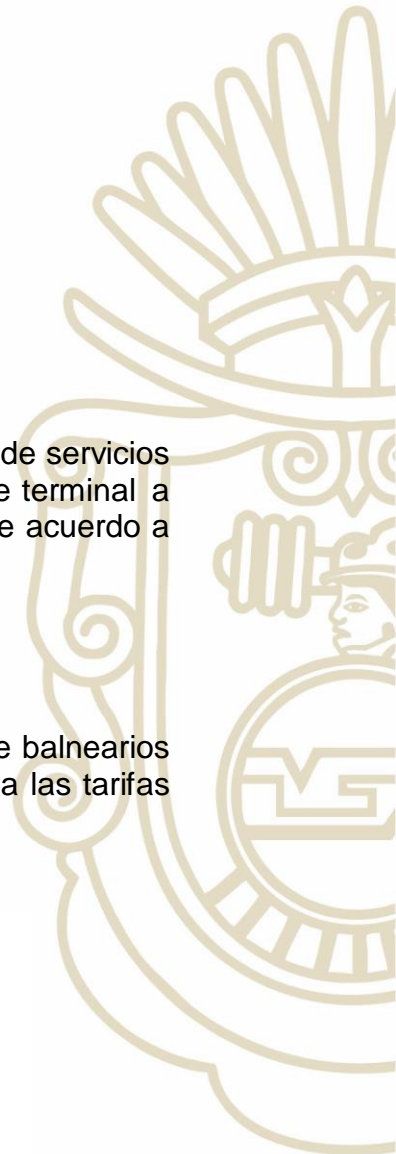 de servicios
e terminal a
e acuerdo a
e balnearios
a las tarifas